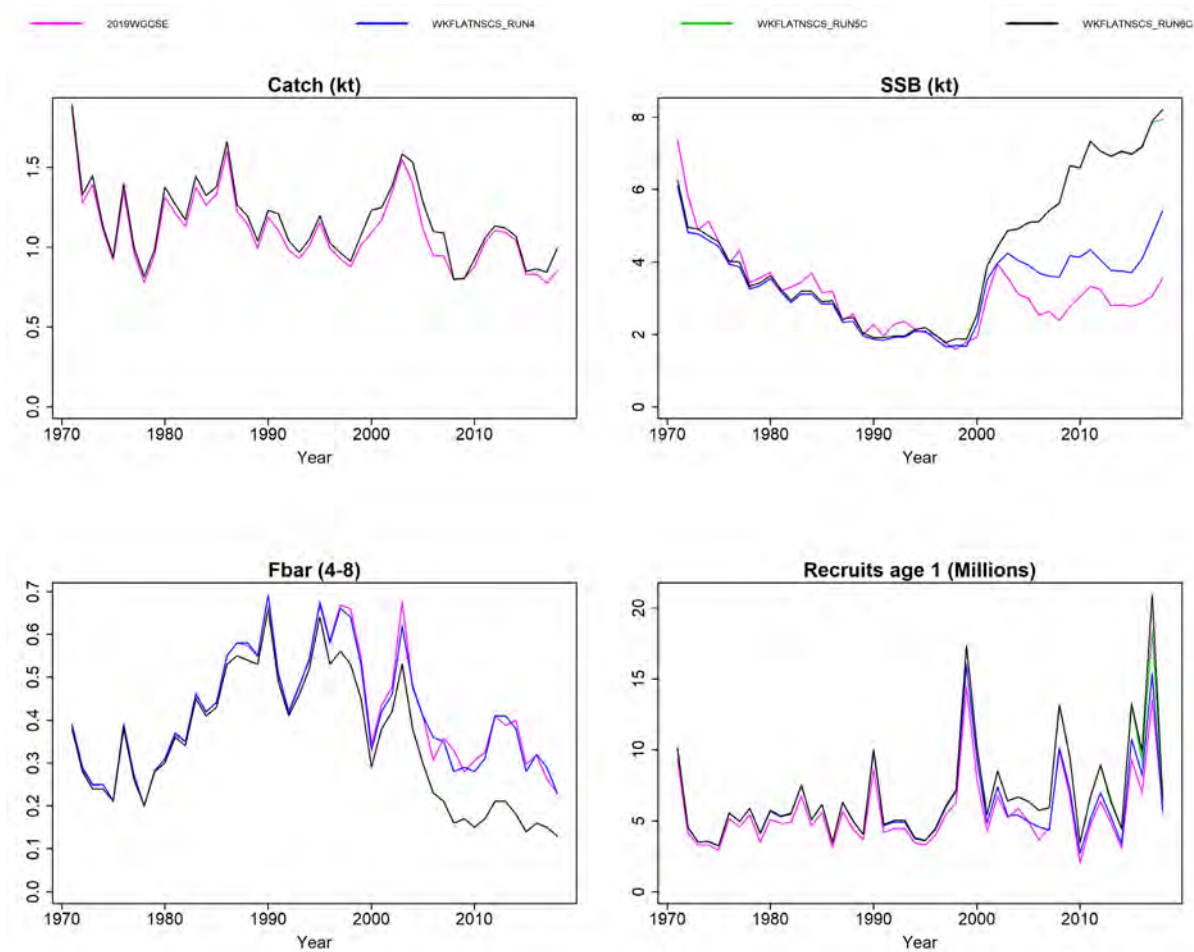 2019WGCSE WKFLATNSCS_RUN4 WKFLATNSCS_RUN5C WKFLATNSCS_RUN6C
Catch (kt)
1.5
1.0
0.5
0.0
1970 1980 1990 2000 2010
Year
SSB (kt)
8
6
4
2
0
1970 1980 1990 2000 2010
Year
Fbar (4-8)
0.7
0.6
0.5
0.4
0.3
0.2
0.1
0.0
1970 1980 1990 2000 2010
Year
Recruits age 1 (Millions)
20
15
10
5
0
1970 1980 1990 2000 2010
Year